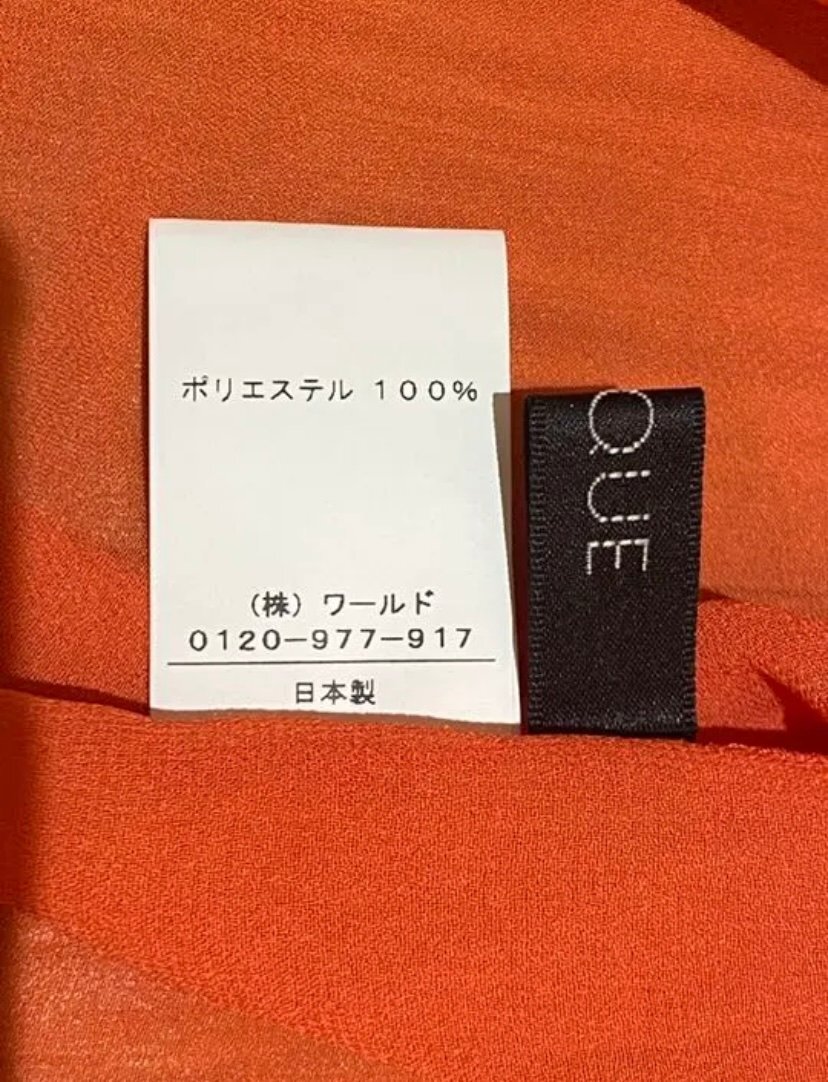 ポリエステル 100%
(株) ワールド
0120-977-917
日本製
QUE